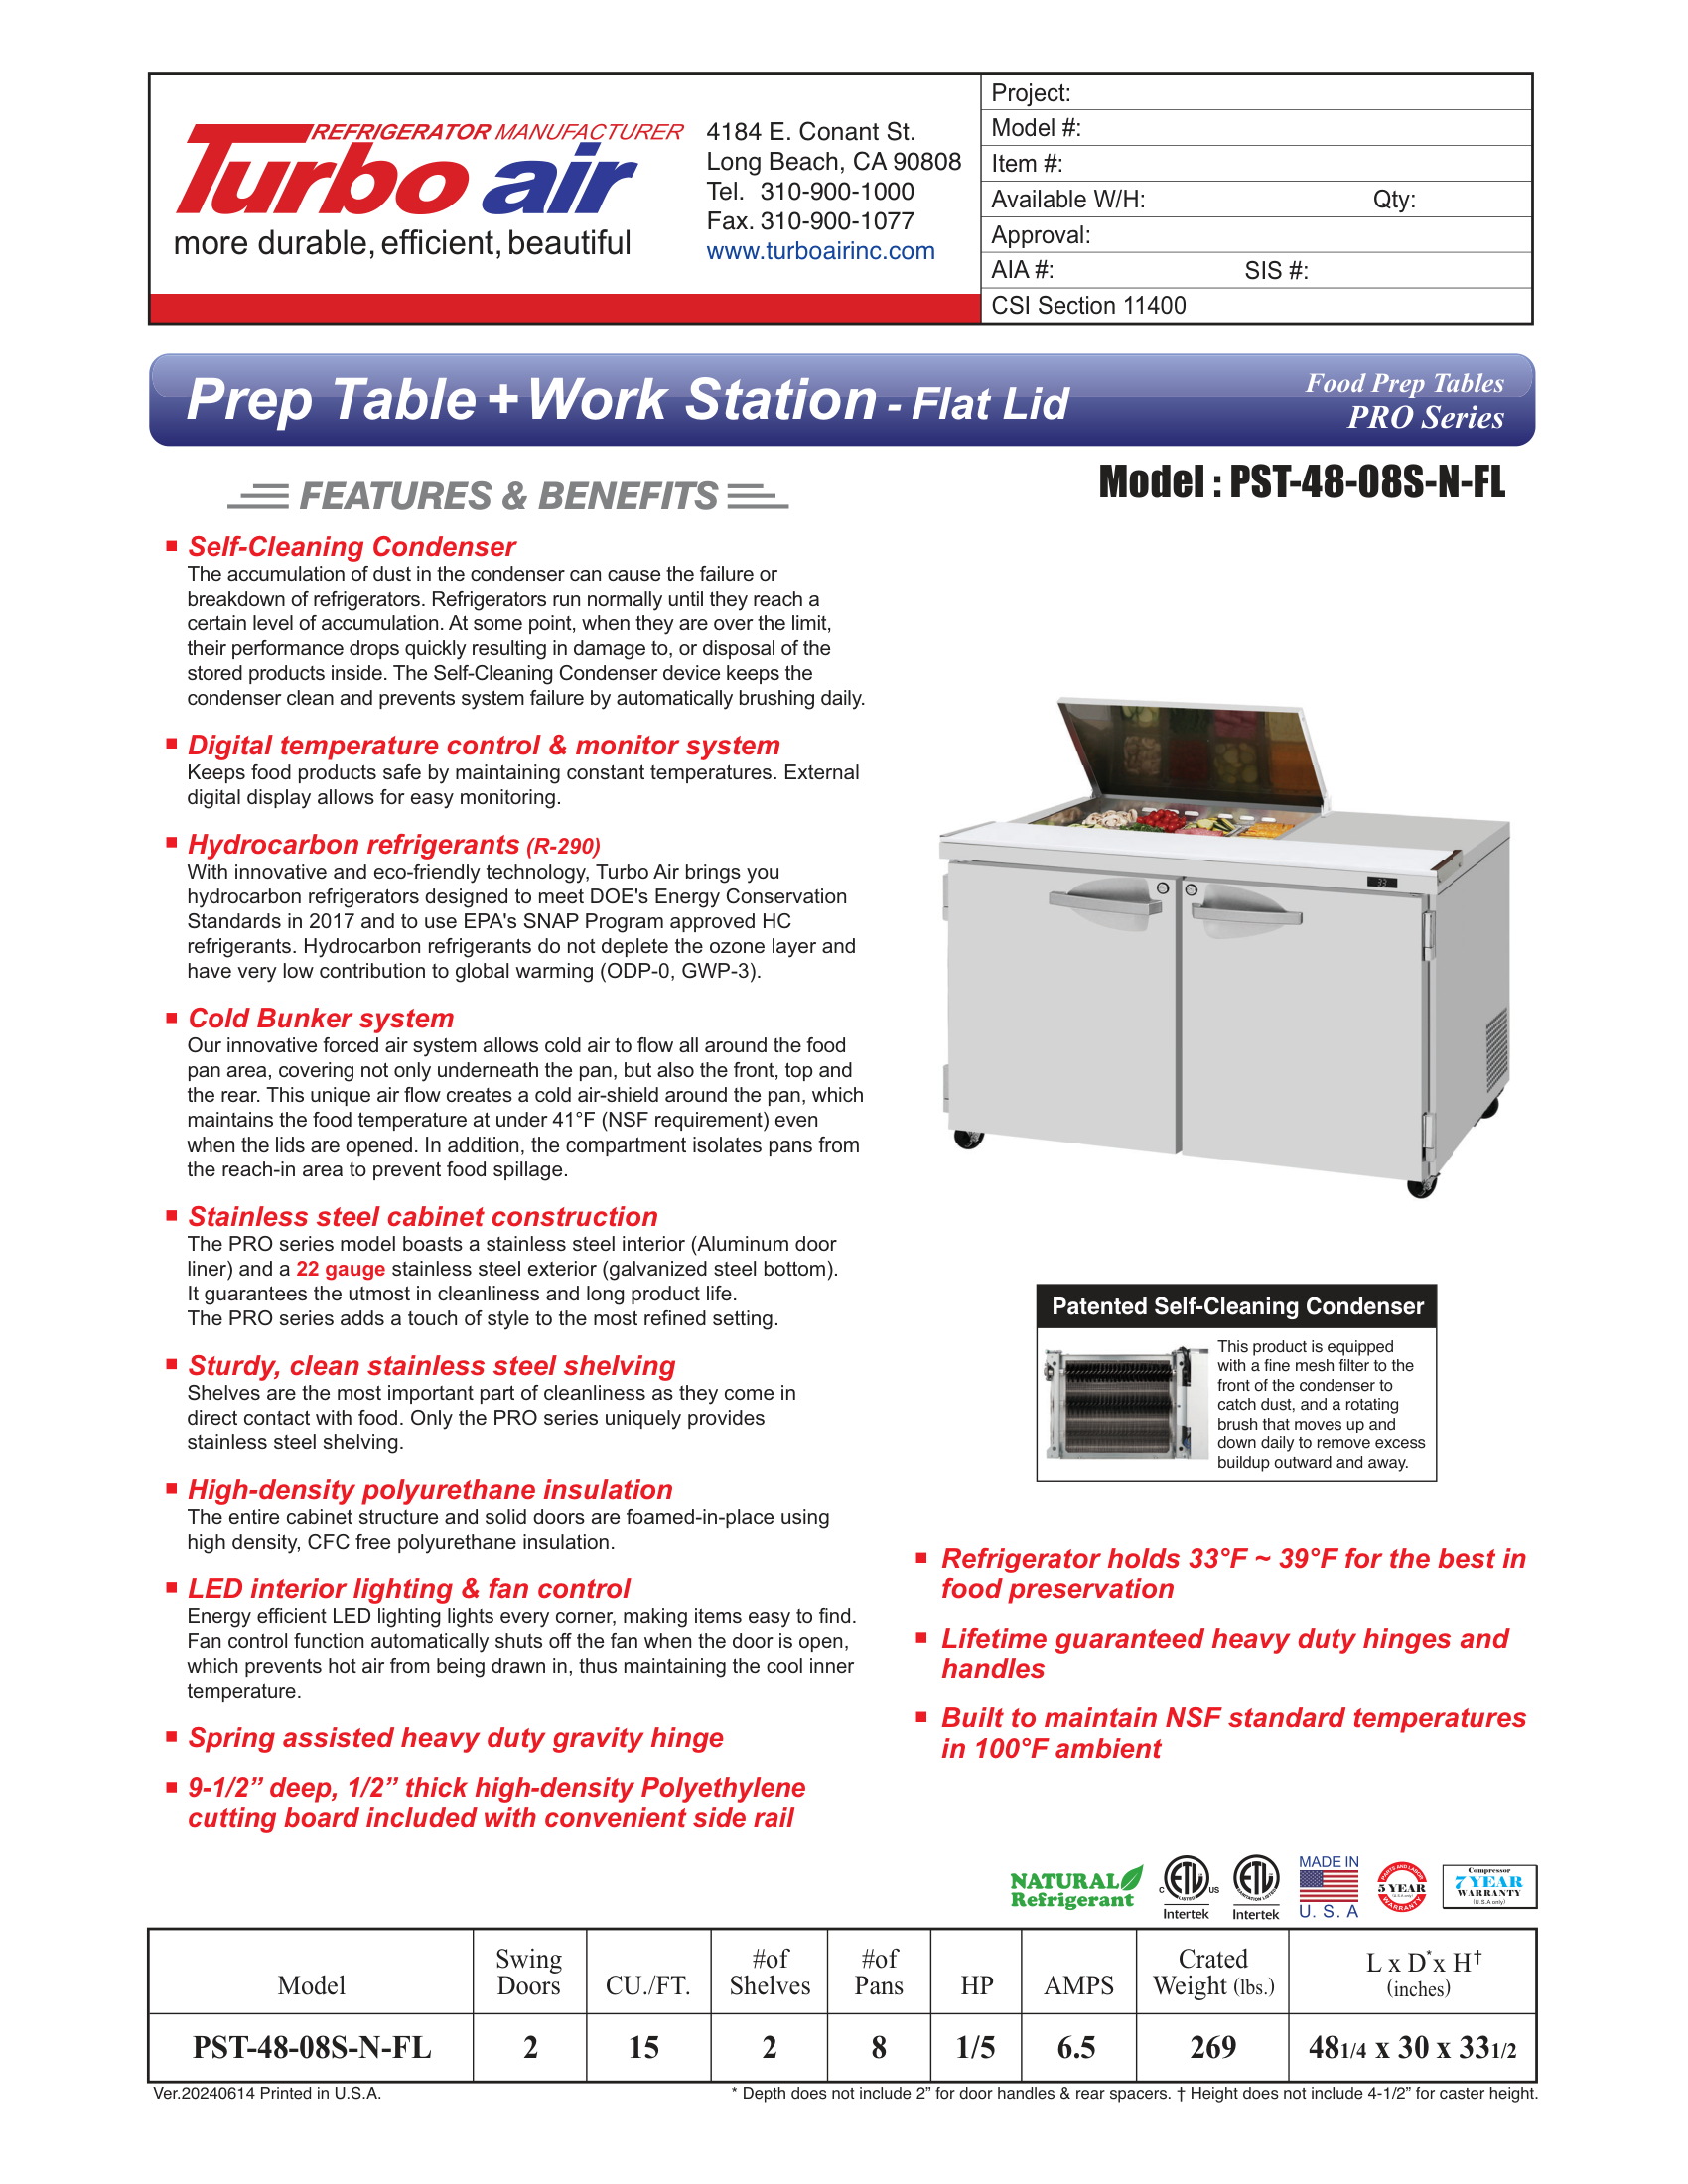 REFRIGERATOR MANUFACTURER
Turbo air
more durable, efficient, beautiful
4184 E. Conant St.
Long Beach, CA 90808
Tel. 310-900-1000
Fax. 310-900-1077
www.turboairinc.com
Project:
Model #:
Item #:
Available W/H: Qty:
Approval:
AIA #: SIS #:
CSI Section 11400
Prep Table + Work Station - Flat Lid
Food Prep Tables
PRO Series
FEATURES & BENEFITS
Model : PST-48-08S-N-FL
Self-Cleaning Condenser
The accumulation of dust in the condenser can cause the failure or
breakdown of refrigerators. Refrigerators run normally until they reach a
certain level of accumulation. At some point, when they are over the limit,
their performance drops quickly resulting in damage to, or disposal of the
stored products inside. The Self-Cleaning Condenser device keeps the
condenser clean and prevents system failure by automatically brushing daily.
Digital temperature control & monitor system
Keeps food products safe by maintaining constant temperatures. External
digital display allows for easy monitoring.
Hydrocarbon refrigerants (R-290)
With innovative and eco-friendly technology, Turbo Air brings you
hydrocarbon refrigerators designed to meet DOE's Energy Conservation
Standards in 2017 and to use EPA's SNAP Program approved HC
refrigerants. Hydrocarbon refrigerants do not deplete the ozone layer and
have very low contribution to global warming (ODP-0, GWP-3).
Cold Bunker system
Our innovative forced air system allows cold air to flow all around the food
pan area, covering not only underneath the pan, but also the front, top and
the rear. This unique air flow creates a cold air-shield around the pan, which
maintains the food temperature at under 41°F (NSF requirement) even
when the lids are opened. In addition, the compartment isolates pans from
the reach-in area to prevent food spillage.
Stainless steel cabinet construction
The PRO series model boasts a stainless steel interior (Aluminum door
liner) and a 22 gauge stainless steel exterior (galvanized steel bottom).
It guarantees the utmost in cleanliness and long product life.
The PRO series adds a touch of style to the most refined setting.
Sturdy, clean stainless steel shelving
Shelves are the most important part of cleanliness as they come in
direct contact with food. Only the PRO series uniquely provides
stainless steel shelving.
High-density polyurethane insulation
The entire cabinet structure and solid doors are foamed-in-place using
high density, CFC free polyurethane insulation.
LED interior lighting & fan control
Energy efficient LED lighting lights every corner, making items easy to find.
Fan control function automatically shuts off the fan when the door is open,
which prevents hot air from being drawn in, thus maintaining the cool inner
temperature.
Spring assisted heavy duty gravity hinge
9-1/2” deep, 1/2” thick high-density Polyethylene
cutting board included with convenient side rail
33
Patented Self-Cleaning Condenser
This product is equipped
with a fine mesh filter to the
front of the condenser to
catch dust, and a rotating
brush that moves up and
down daily to remove excess
buildup outward and away.
Refrigerator holds 33°F ~ 39°F for the best in
food preservation
Lifetime guaranteed heavy duty hinges and
handles
Built to maintain NSF standard temperatures
in 100°F ambient
NATURAL
Refrigerant
C ETL US
LISTED
Intertek
ETL
SANITATION LISTED
Intertek
MADE IN
U. S. A
PARTS AND LABOR
5 YEAR
(U.S.A only)
WARRANTY
Compressor
7 YEAR
WARRANTY
(U.S.A only)
Model Swing Doors CU./FT. #of Shelves #of Pans HP AMPS Crated Weight (lbs.) L x D* x H† (inches)
PST-48-08S-N-FL 2 15 2 8 1/5 6.5 269 48 1/4 x 30 x 33 1/2
Ver.20240614 Printed in U.S.A.
* Depth does not include 2” for door handles & rear spacers. † Height does not include 4-1/2” for caster height.